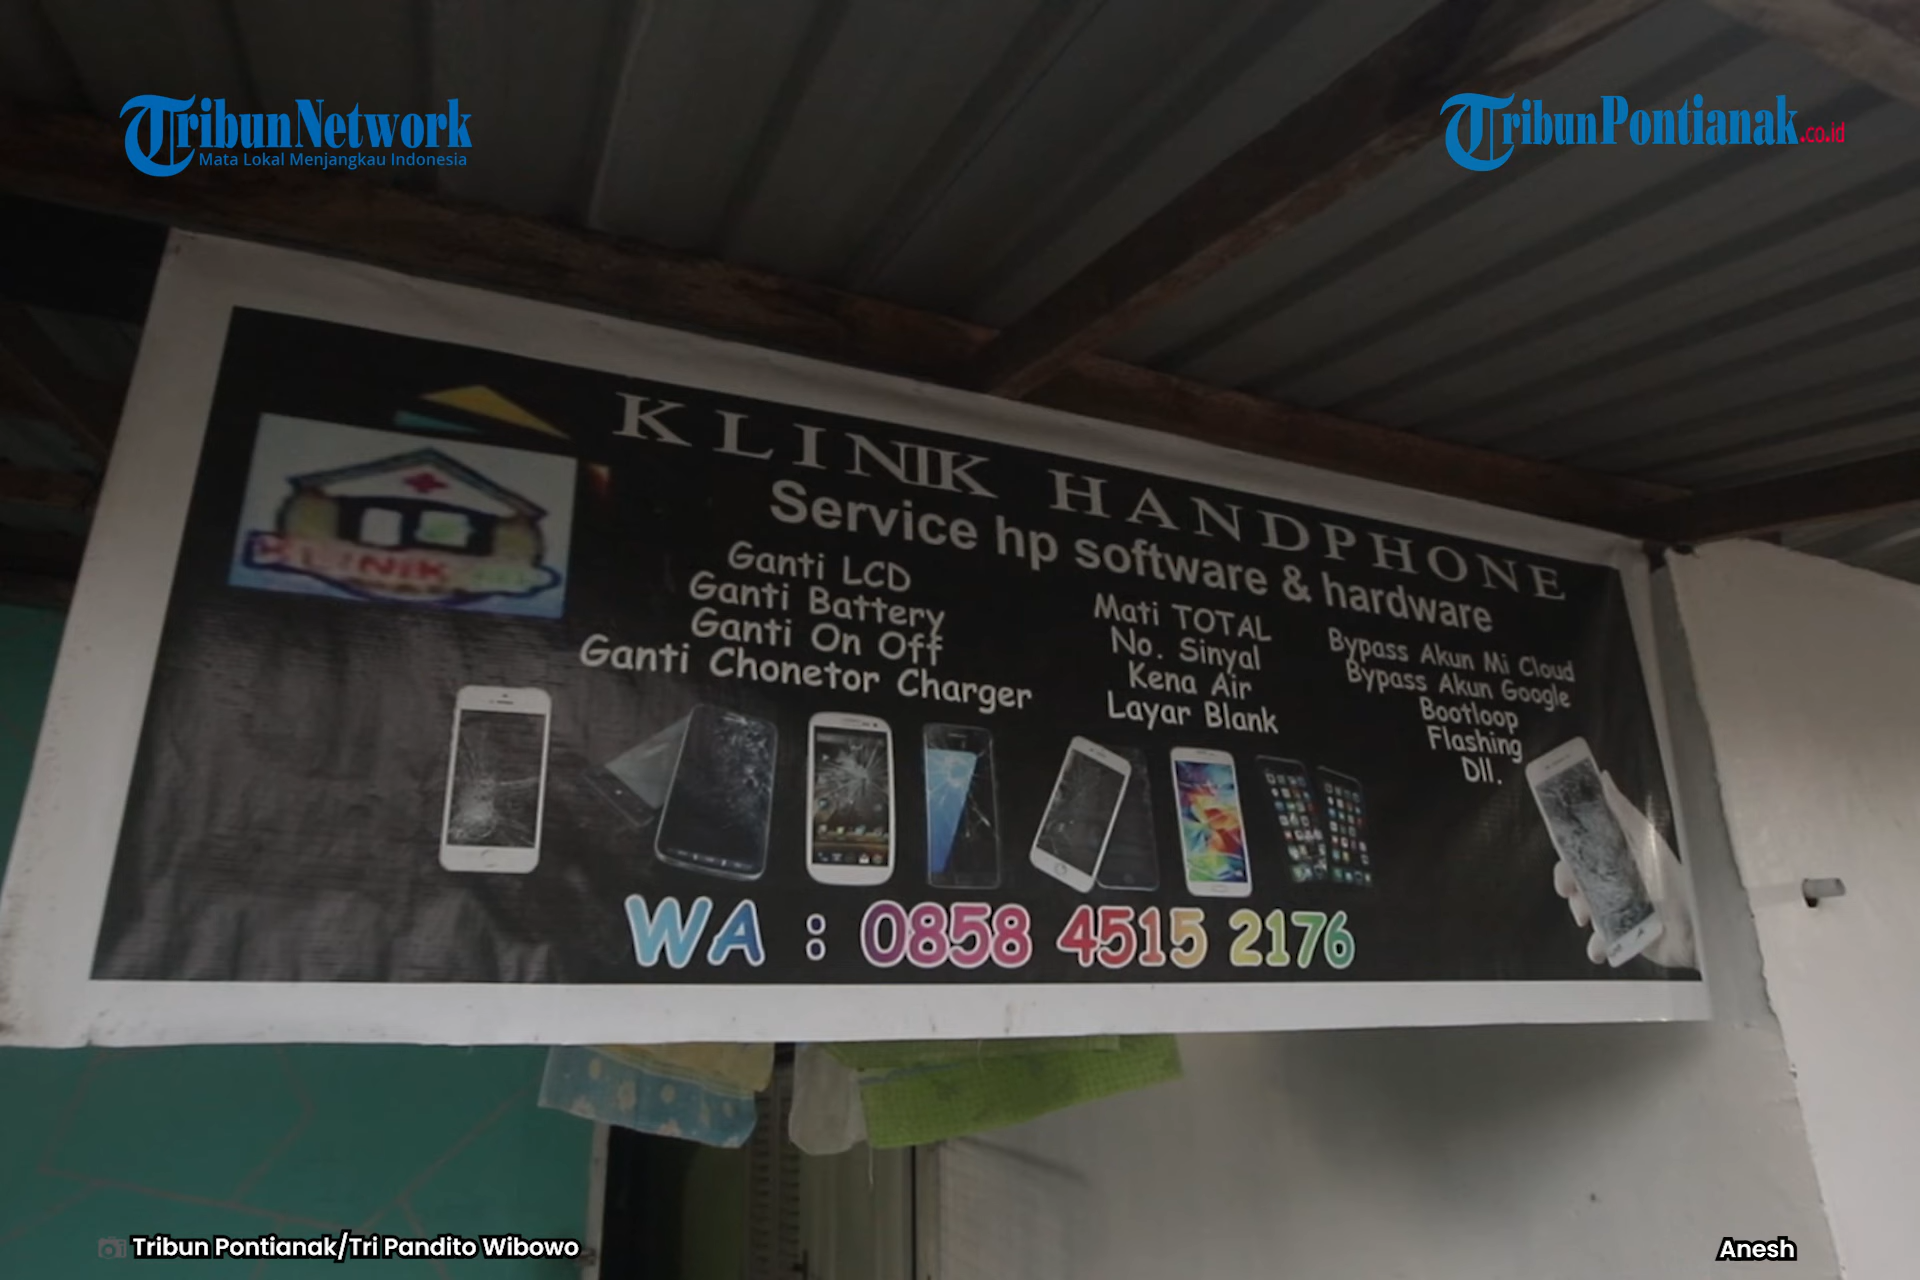 TribunNetwork
Mata Lokal Menjangkau Indonesia
TribunPontianak.co.id
KLINIK HANDPHONE
Service hp software & hardware
KLINIK
Ganti LCD
Ganti Battery
Ganti On Off
Ganti Chonetor Charger
Mati TOTAL
No. Sinyal
Kena Air
Layar Blank
Bypass Akun Mi Cloud
Bypass Akun Google
Bootloop
Flashing
Dll.
WA : 0858 4515 2176
Tribun Pontianak/Tri Pandito Wibowo
Anesh